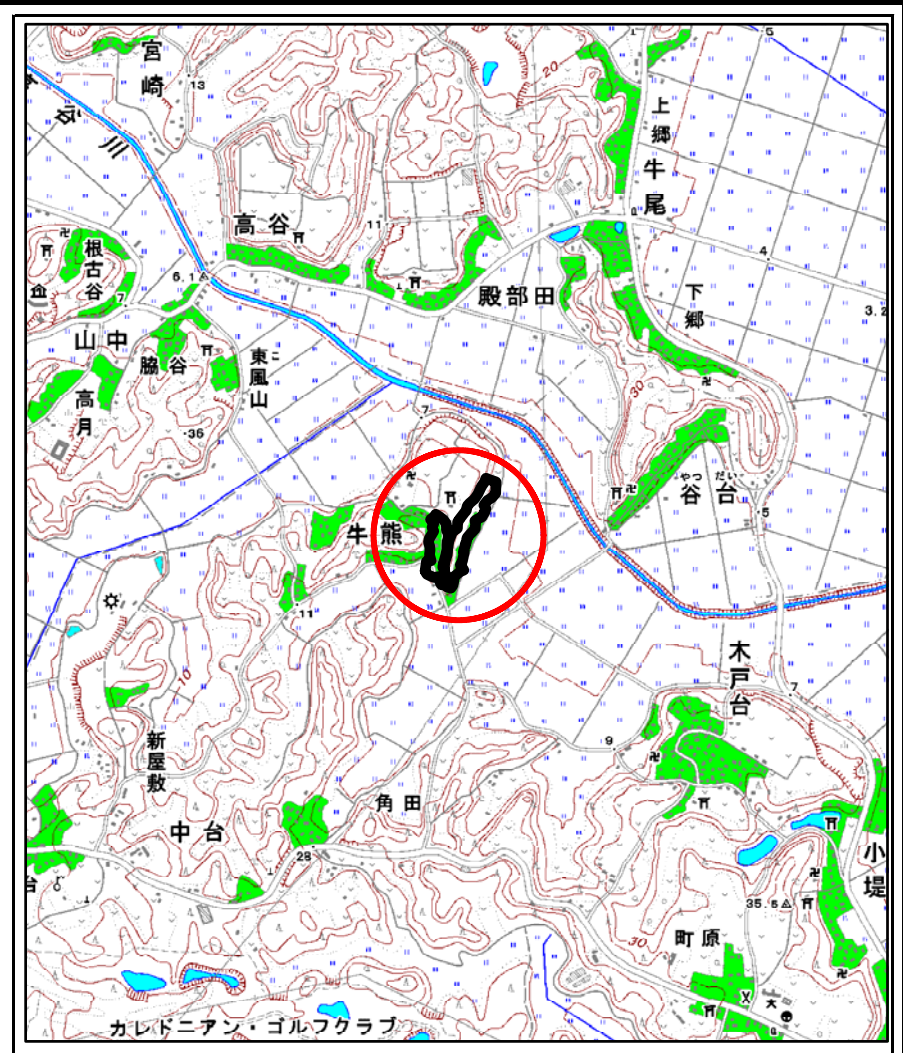 宮崎
13
20
上郷
牛尾
川
高谷
11
根古谷
6.1
7
殿部田
4
下郷
3.2
山中
脇谷
東風山
高月
36
30
7
牛熊
谷台
やつ だい
5
11
10
木戸台
7
新屋敷
9
角田
中台
28
台
小堤
35.5
町原
30
カレドニアン・ゴルフクラブ